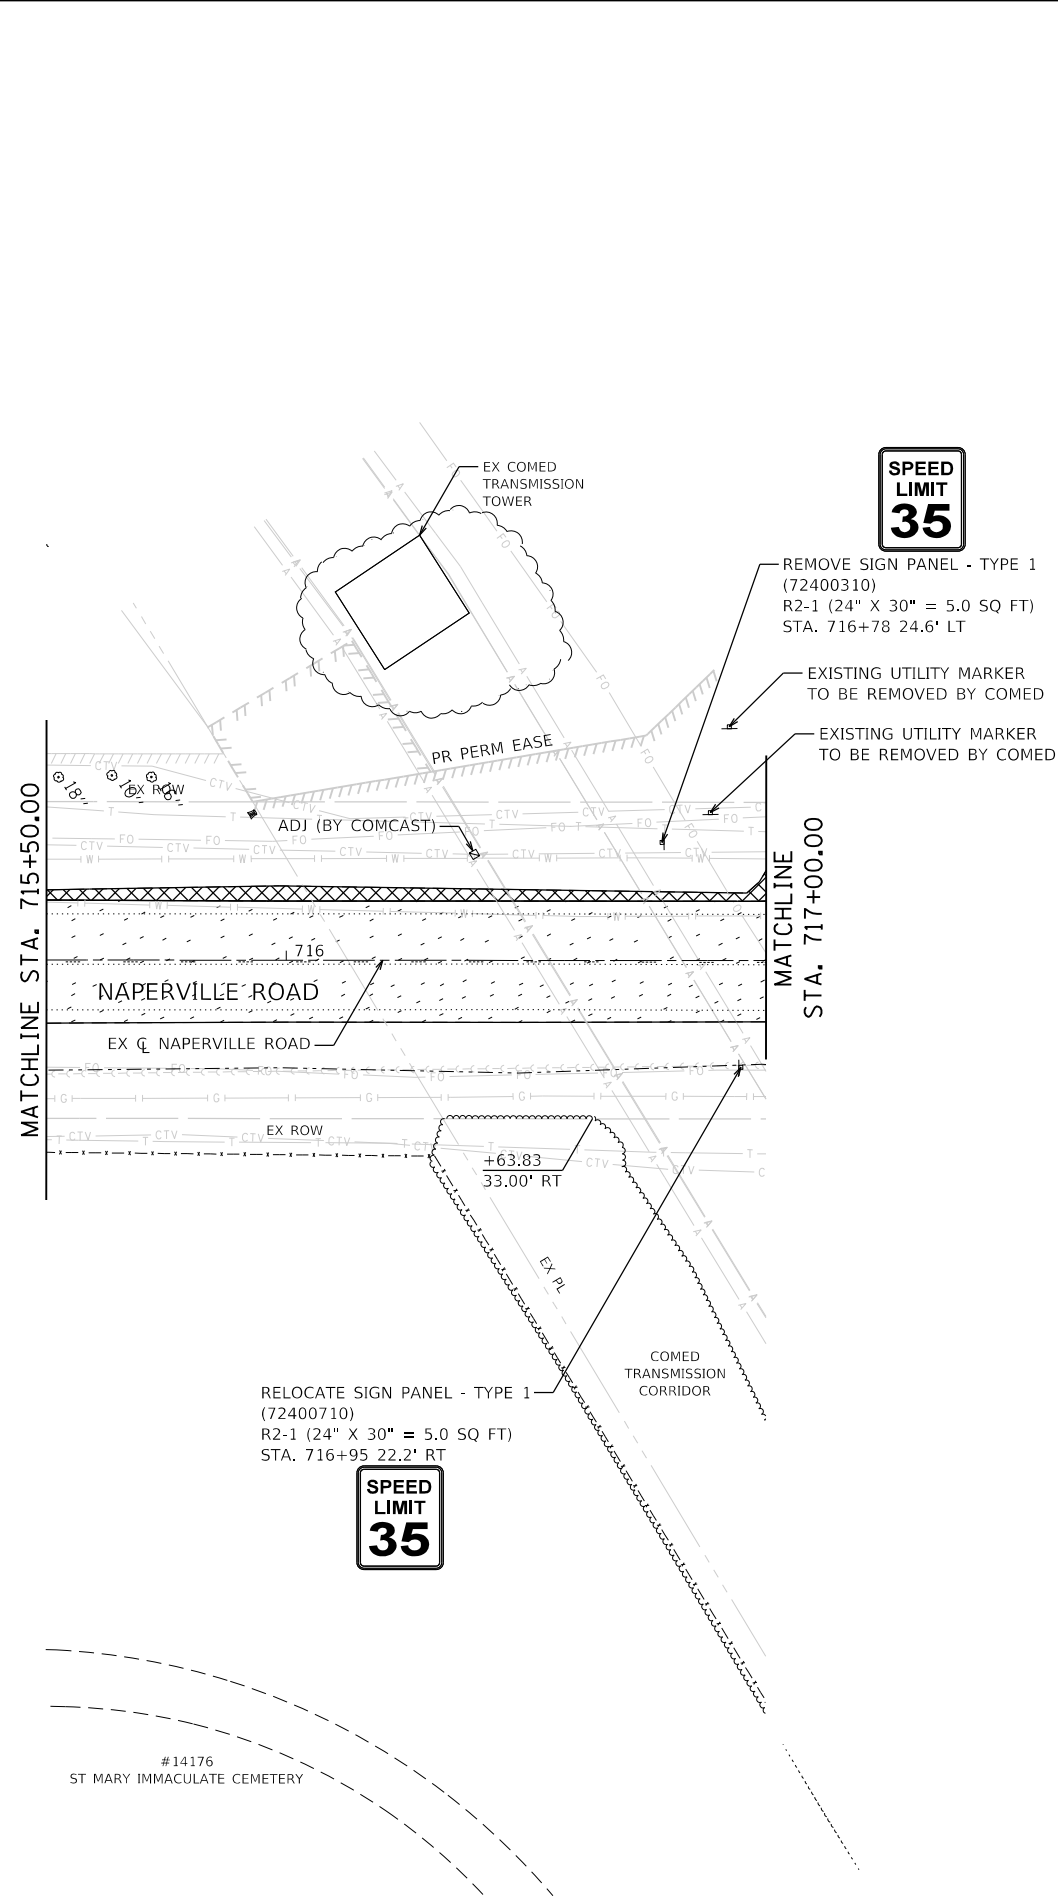 EX COMED
TRANSMISSION
TOWER
SPEED
LIMIT
35
REMOVE SIGN PANEL - TYPE 1
(72400310)
R2-1 (24" X 30" = 5.0 SQ FT)
STA. 716+78 24.6' LT
EXISTING UTILITY MARKER
TO BE REMOVED BY COMED
EXISTING UTILITY MARKER
TO BE REMOVED BY COMED
PR PERM EASE
18"
16"
EX ROW
ADJ (BY COMCAST)
MATCHLINE STA. 715+50.00
MATCHLINE
STA. 717+00.00
716
NAPERVILLE ROAD
EX ℄ NAPERVILLE ROAD
EX ROW
+63.83
33.00' RT
EX PL
COMED
TRANSMISSION
CORRIDOR
RELOCATE SIGN PANEL - TYPE 1
(72400710)
R2-1 (24" X 30" = 5.0 SQ FT)
STA. 716+95 22.2' RT
SPEED
LIMIT
35
#14176
ST MARY IMMACULATE CEMETERY